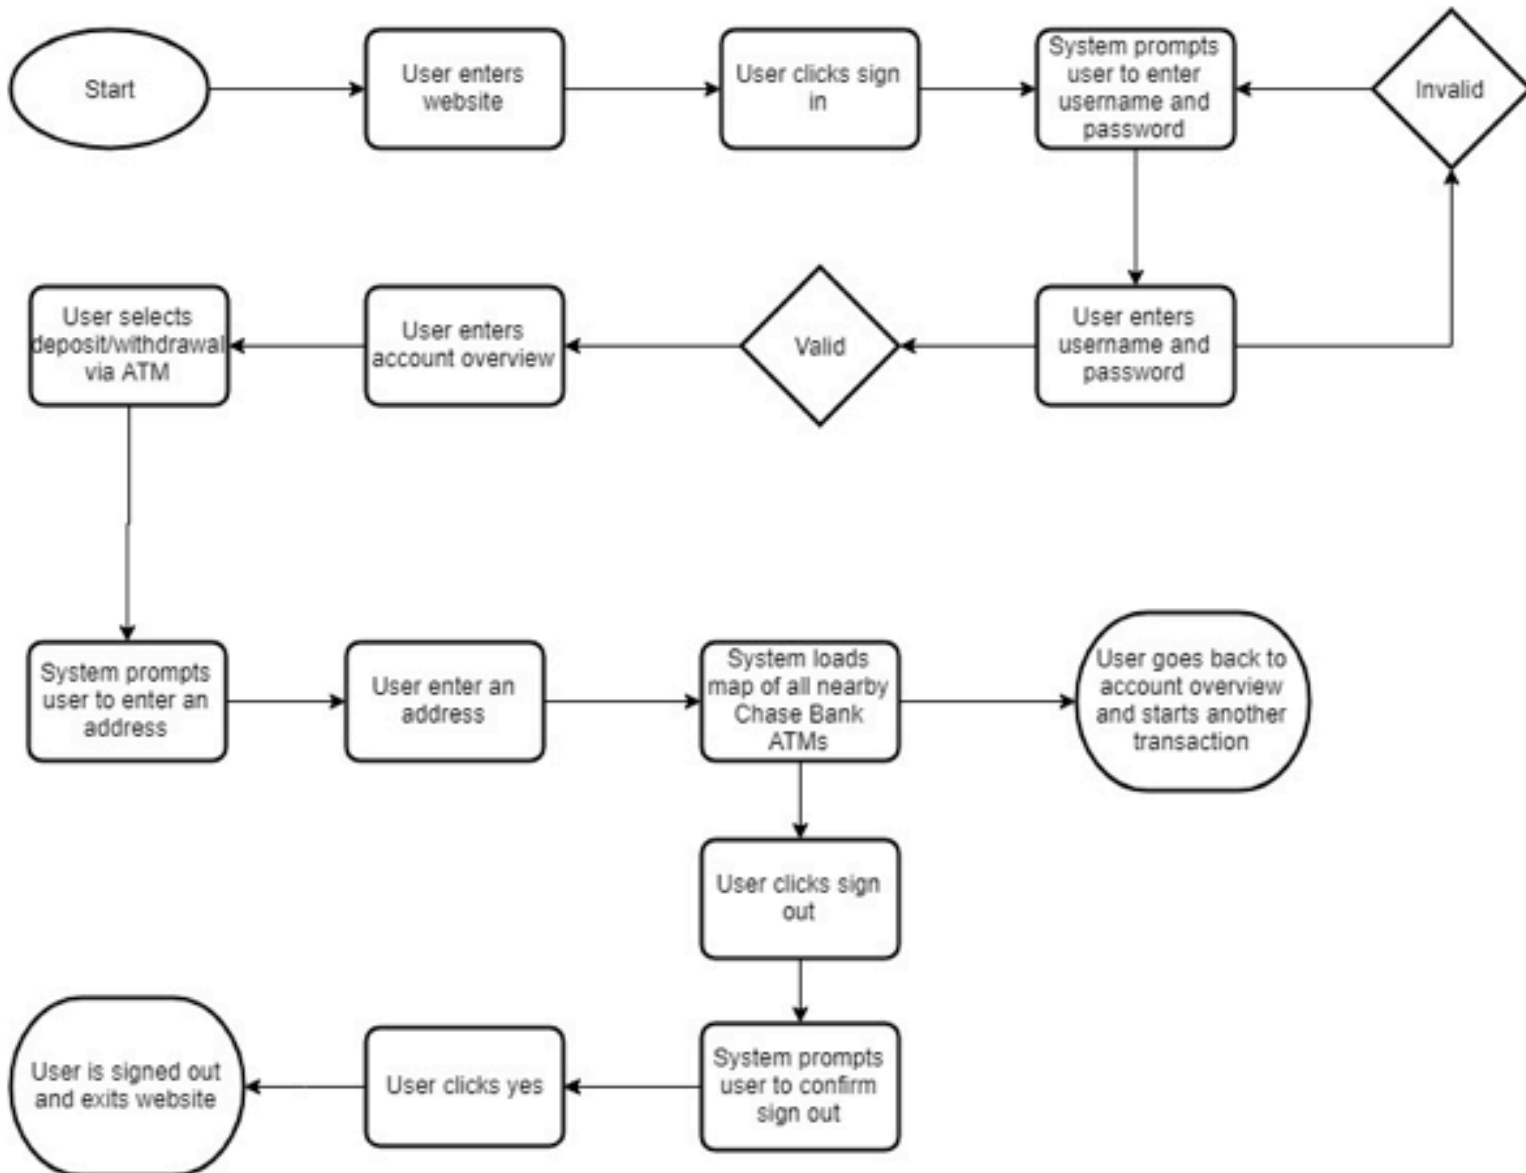 Start
User enters
website
User clicks sign
in
System prompts
user to enter
username and
password
Invalid
User selects
deposit/withdrawal
via ATM
User enters
account overview
Valid
User enters
username and
password
System prompts
user to enter an
address
User enter an
address
System loads
map of all nearby
Chase Bank
ATMs
User goes back to
account overview
and starts another
transaction
User clicks sign
out
User is signed out
and exits website
User clicks yes
System prompts
user to confirm
sign out